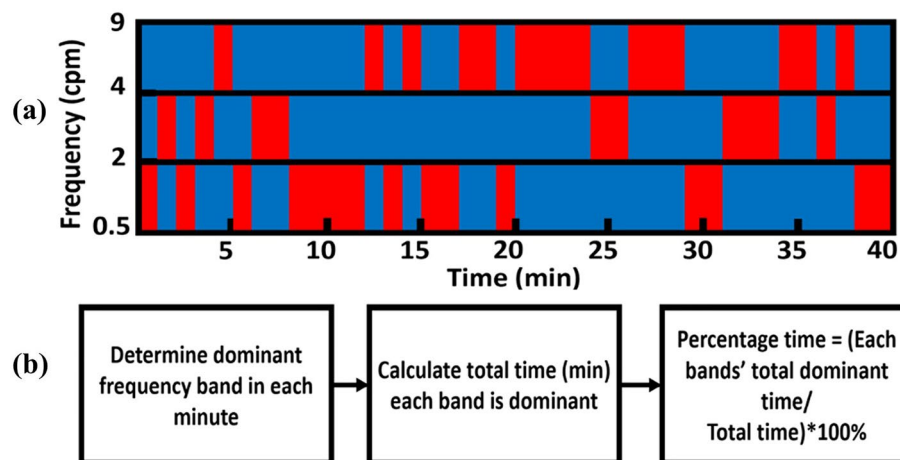 (a)
Frequency (cpm)
9
4
2
0.5
5 10 15 20 25 30 35 40
Time (min)
(b)
Determine dominant
frequency band in each
minute
Calculate total time (min)
each band is dominant
Percentage time = (Each
bands’ total dominant
time/
Total time)*100%